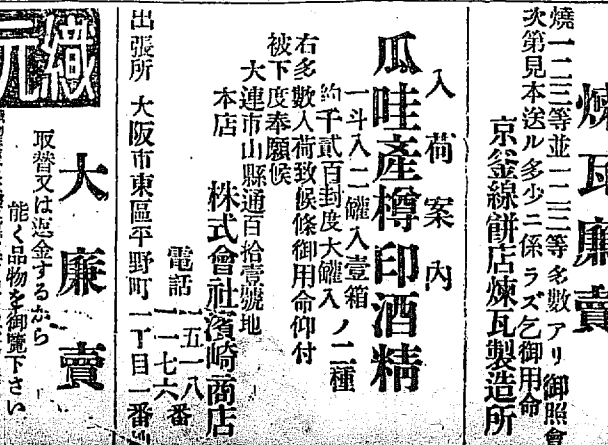 煉瓦廉賣
燒一二三等並一二三等多數アリ御照會
次第見本送ル多少ニ係ラズ乞御用命
京釜線餅店煉瓦製造所
入荷案內
瓜哇產樽印酒精
一斗入二罐入壹箱
約千貳百封度大罐入ノ二種
右多數入荷致候條御用命仰付
被下度奉願候
大連市山縣通百拾壹號地
本店 株式會社濱崎商店
電話 一五一八
一一七六番
出張所 大阪市東區平野町一丁目一番
織元
大廉賣
取替又は返金するから
能く品物を御覽下さい